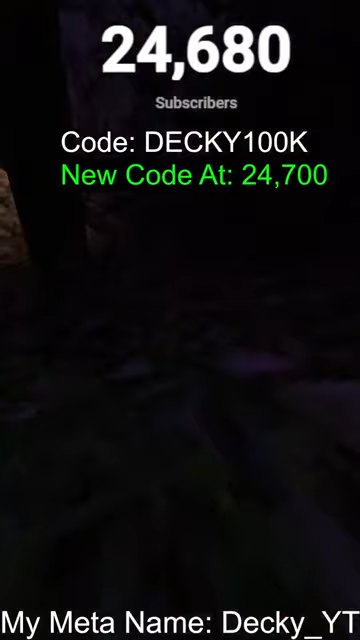 24,680
Subscribers
Code: DECKY100K
New Code At: 24,700
My Meta Name: Decky_YT